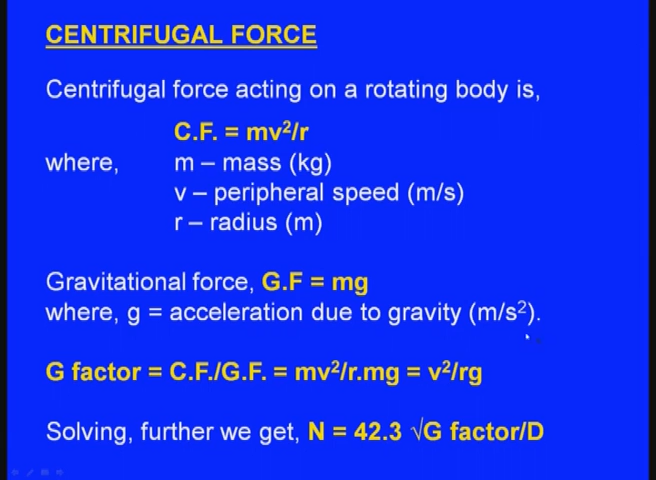 CENTRIFUGAL FORCE
Centrifugal force acting on a rotating body is,
C.F. = mv²/r
where, m – mass (kg)
v – peripheral speed (m/s)
r – radius (m)
Gravitational force, G.F = mg
where, g = acceleration due to gravity (m/s²).
G factor = C.F./G.F. = mv²/r.mg = v²/rg
Solving, further we get, N = 42.3 √G factor/D